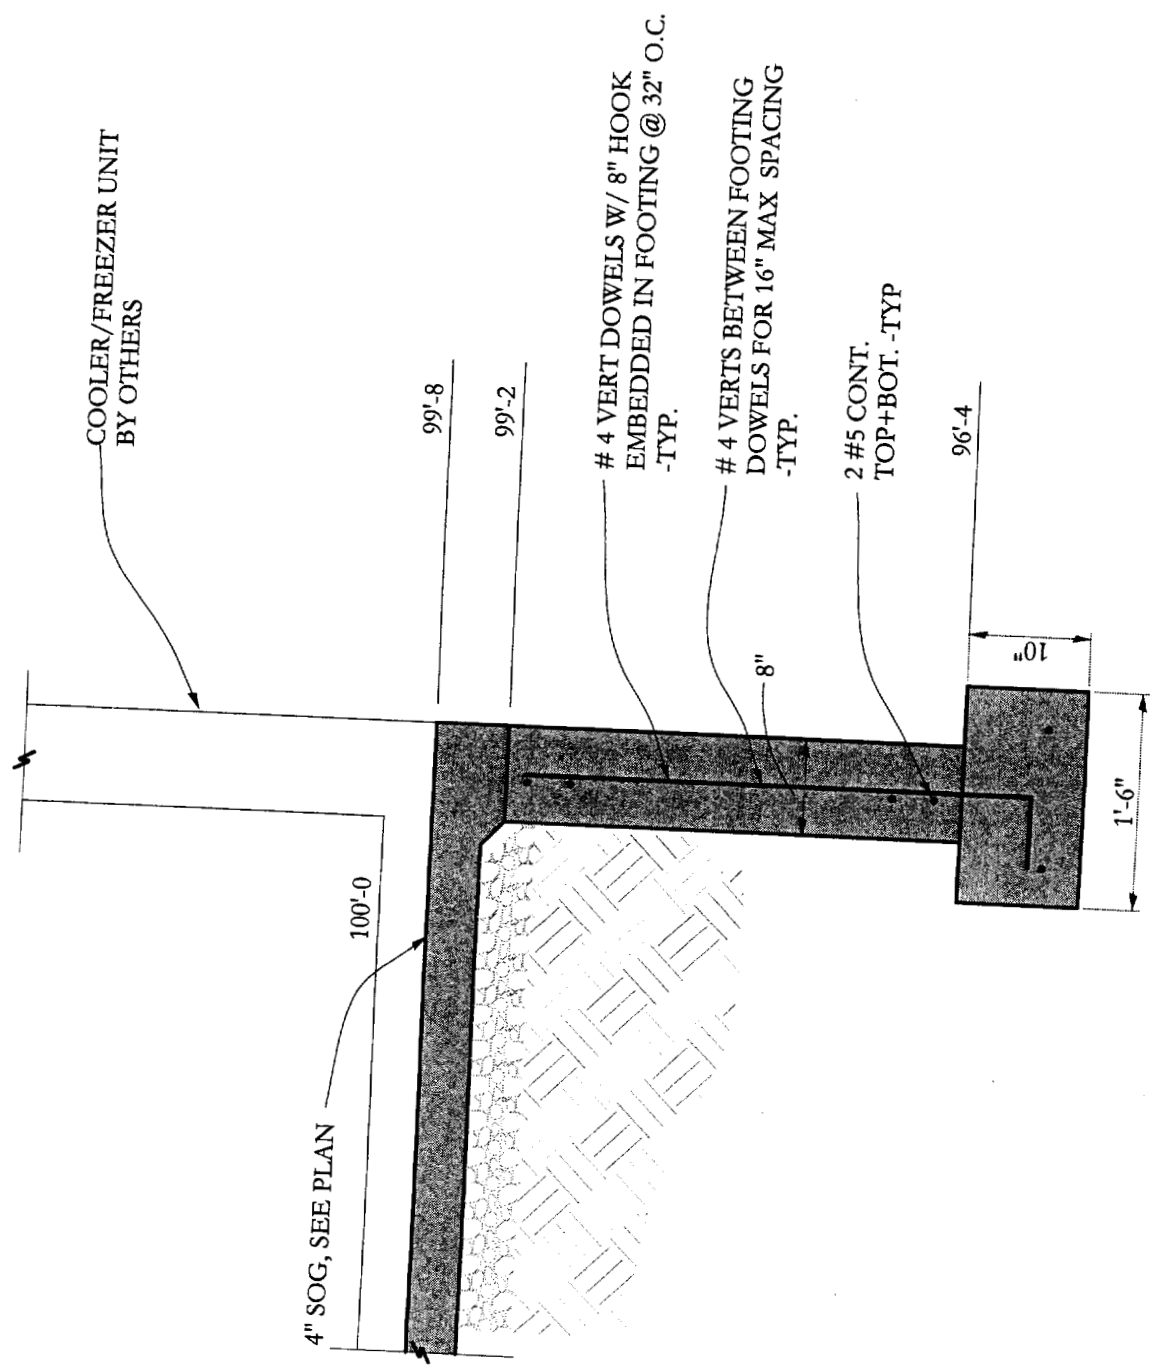 COOLER/FREEZER UNIT
BY OTHERS
99'-8
99'-2
# 4 VERT DOWELS W/ 8" HOOK
EMBEDDED IN FOOTING @ 32" O.C.
-TYP.
# 4 VERTS BETWEEN FOOTING
DOWELS FOR 16" MAX SPACING
-TYP.
2 #5 CONT.
TOP+BOT. -TYP
96'-4
8"
10"
1'-6"
100'-0
4" SOG, SEE PLAN